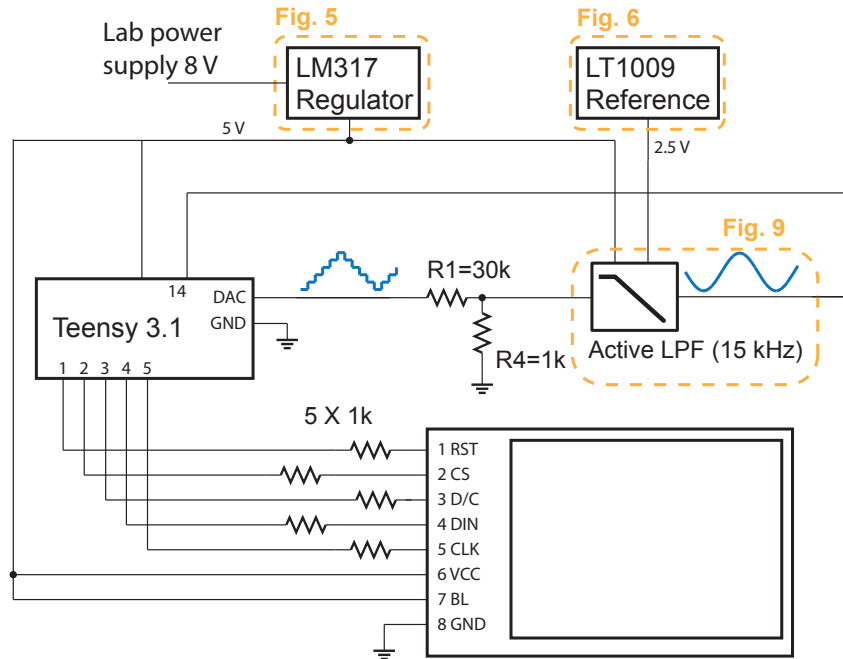 Fig. 5
Fig. 6
Lab power
supply 8 V
LM317
Regulator
LT1009
Reference
5 V
2.5 V
Fig. 9
14
DAC
R1=30k
GND
Teensy 3.1
R4=1k
Active LPF (15 kHz)
1 2 3 4 5
5 X 1k
1 RST
2 CS
3 D/C
4 DIN
5 CLK
6 VCC
7 BL
8 GND